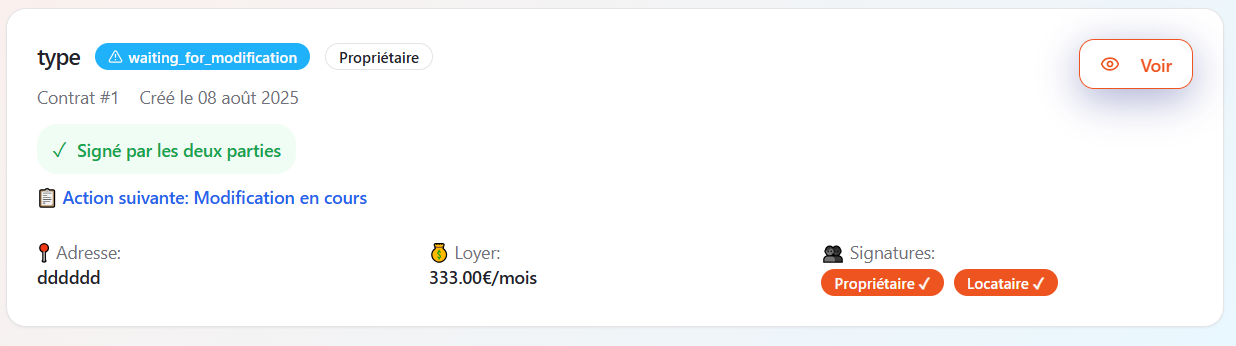 type waiting_for_modification Propriétaire Voir
Contrat #1 Créé le 08 août 2025
✓ Signé par les deux parties
Action suivante: Modification en cours
Adresse: Loyer: Signatures:
dddddd 333.00€/mois Propriétaire ✓ Locataire ✓